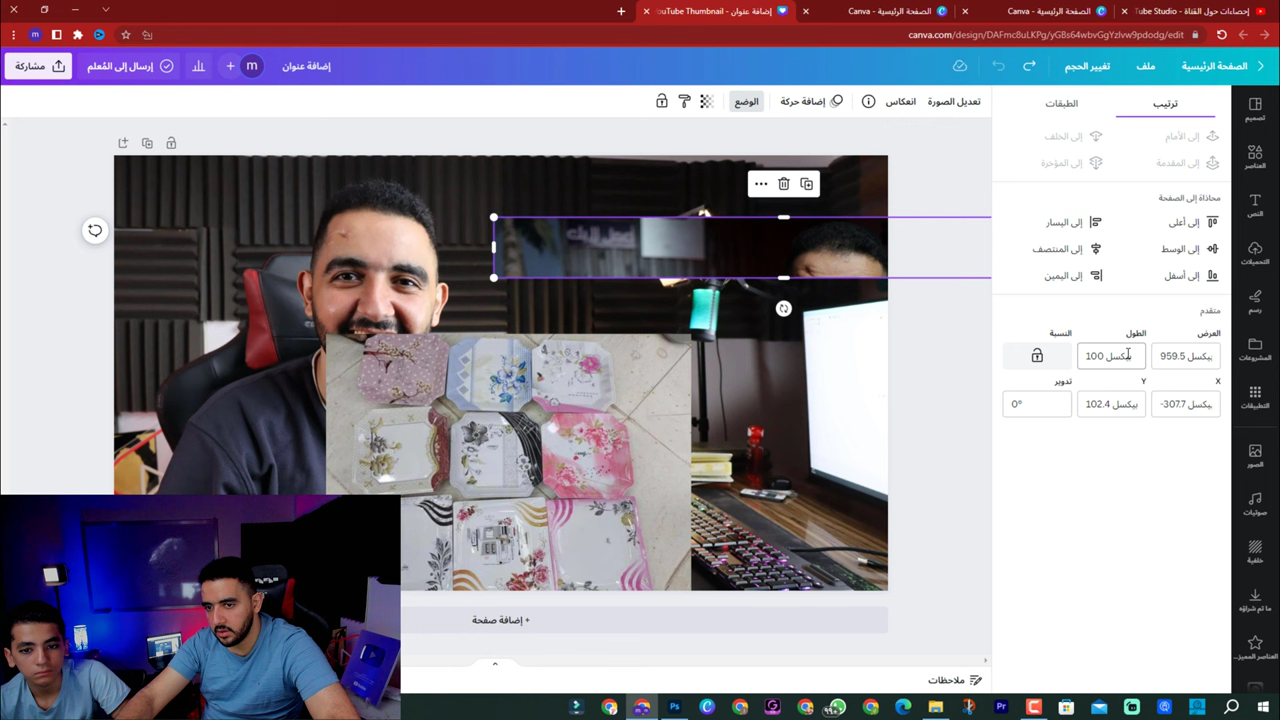 إضافة عنوان - YouTube Thumbnail
الصفحة الرئيسية - Canva
الصفحة الرئيسية - Canva
إحصاءات حول القناة - Tube Studio
canva.com/design/DAFmc8uLKPg/yGBs64wbvGgYzlvw9pdodg/edit
الصفحة الرئيسية
ملف
تغيير الحجم
إضافة عنوان
m
إرسال إلى المُعلم
مشاركة
تعديل الصورة
انعكاس
إضافة حركة
الوضع
ترتيب
الطبقات
إلى الأمام
إلى الخلف
إلى المقدمة
إلى المؤخرة
محاذاة إلى الصفحة
إلى أعلى
إلى اليسار
إلى الوسط
إلى المنتصف
إلى أسفل
إلى اليمين
متقدم
العرض
الطول
النسبة
959.5 بيكسل
100 بيكسل
X
Y
تدوير
-307.7 بيكسل
102.4 بيكسل
0°
تصميم
العناصر
النص
التحميلات
رسم
المشروعات
التطبيقات
الصور
صوتيات
خلفية
ما تم شراؤه
العناصر المميز...
+ إضافة صفحة
ملاحظات